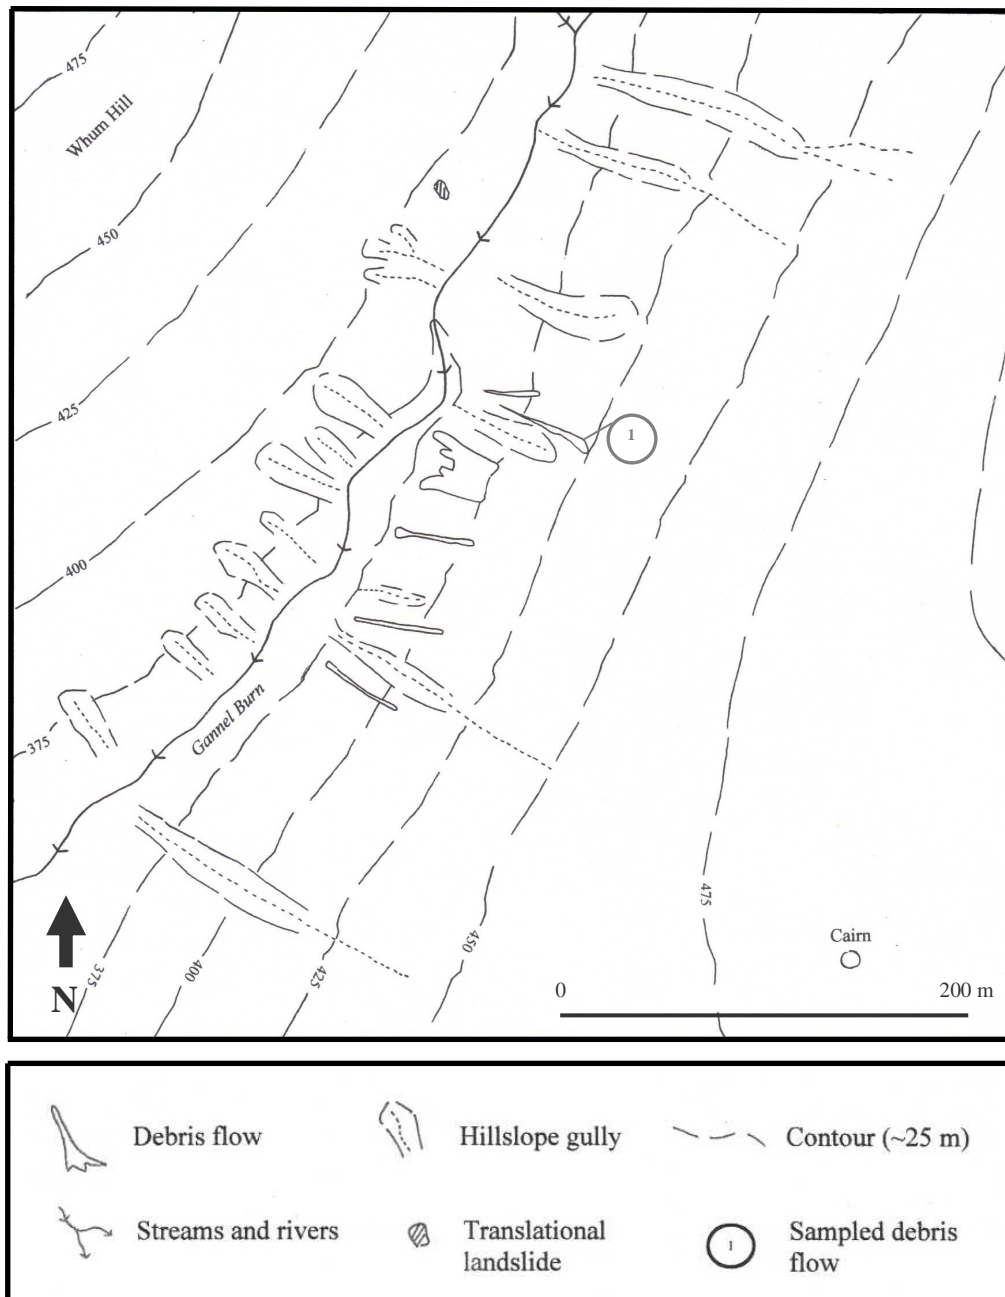 475
Whum Hill
450
425
1
400
375
Gannel Burn
475
450
425
400
375
Cairn
N
0
200 m
Debris flow
Hillslope gully
Contour (~25 m)
Streams and rivers
Translational
landslide
1
Sampled debris
flow